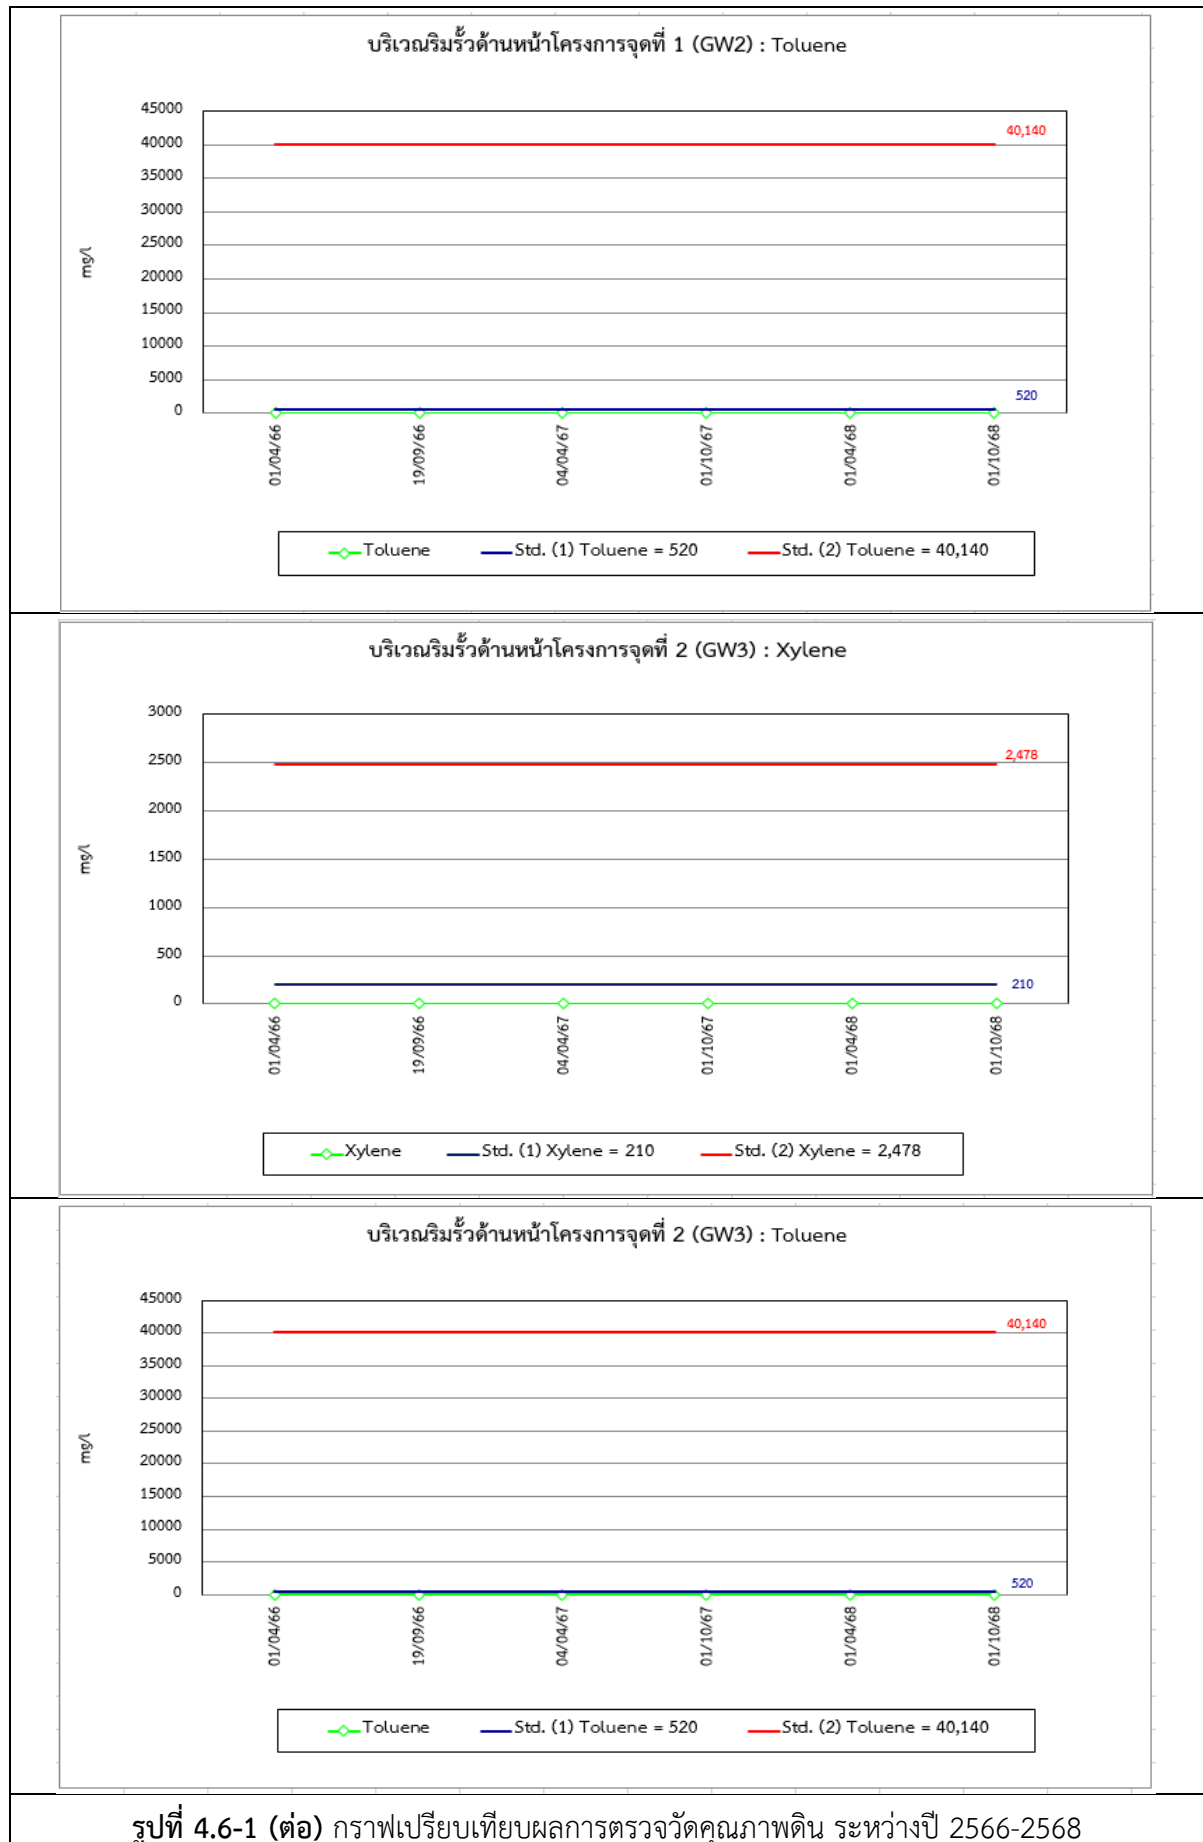 บริเวณริมรั้วด้านหน้าโครงการจุดที่ 1 (GW2) : Toluene
45000
40,140
40000
35000
30000
25000
mg/l
20000
15000
10000
5000
520
0
01/04/66 19/09/66 04/04/67 01/10/67 01/04/68 01/10/68
Toluene Std. (1) Toluene = 520 Std. (2) Toluene = 40,140
บริเวณริมรั้วด้านหน้าโครงการจุดที่ 2 (GW3) : Xylene
3000
2,478
2500
2000
mg/l
1500
1000
500
210
0
01/04/66 19/09/66 04/04/67 01/10/67 01/04/68 01/10/68
Xylene Std. (1) Xylene = 210 Std. (2) Xylene = 2,478
บริเวณริมรั้วด้านหน้าโครงการจุดที่ 2 (GW3) : Toluene
45000
40,140
40000
35000
30000
25000
mg/l
20000
15000
10000
5000
520
0
01/04/66 19/09/66 04/04/67 01/10/67 01/04/68 01/10/68
Toluene Std. (1) Toluene = 520 Std. (2) Toluene = 40,140
รูปที่ 4.6-1 (ต่อ) กราฟเปรียบเทียบผลการตรวจวัดคุณภาพดิน ระหว่างปี 2566-2568